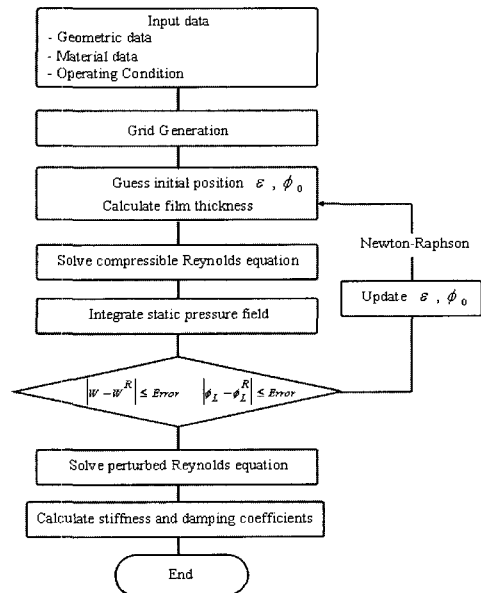 Input data
- Geometric data
- Material data
- Operating Condition
Grid Generation
Guess initial position ε , ϕ₀
Calculate film thickness
Newton-Raphson
Solve compressible Reynolds equation
Update ε , ϕ₀
Integrate static pressure field
|W - W^R| ≤ Error |ϕ_L - ϕ_L^R| ≤ Error
Solve perturbed Reynolds equation
Calculate stiffness and damping coefficients
End